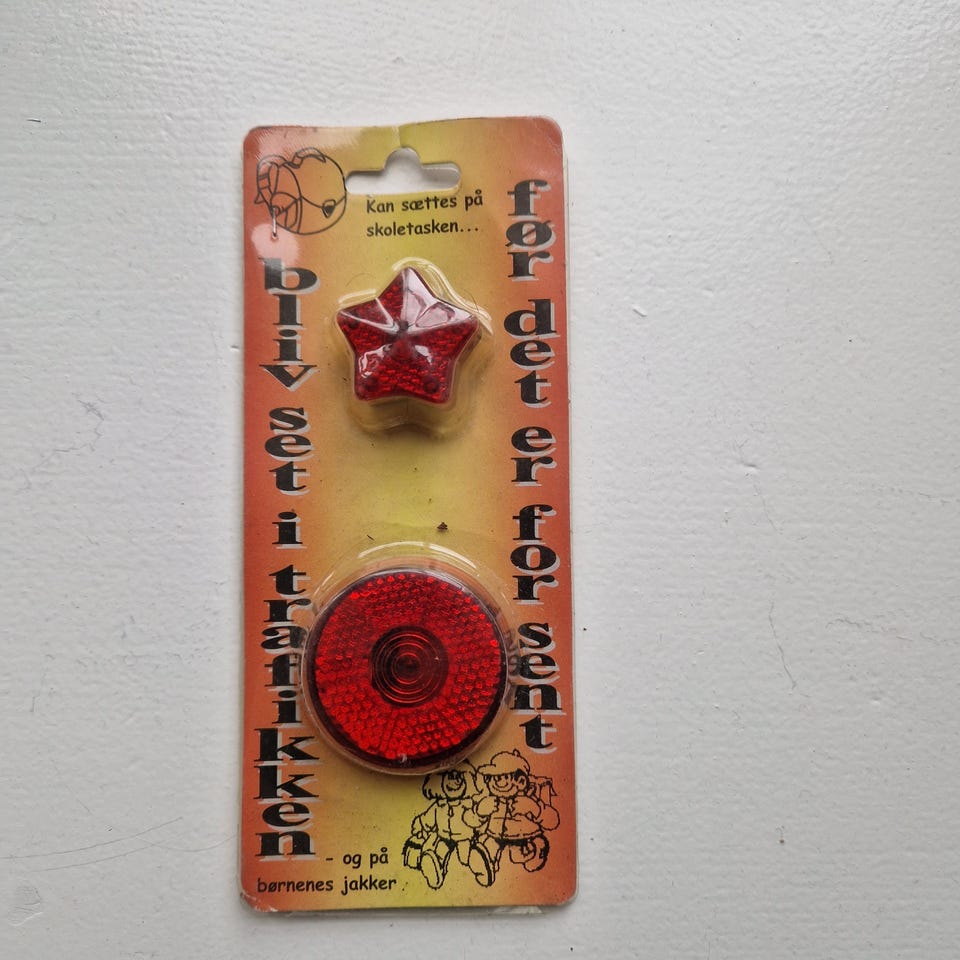 Kan sættes på
skoletasken...
bliv set i trafikken
før det er for sent
- og på
børnenes jakker